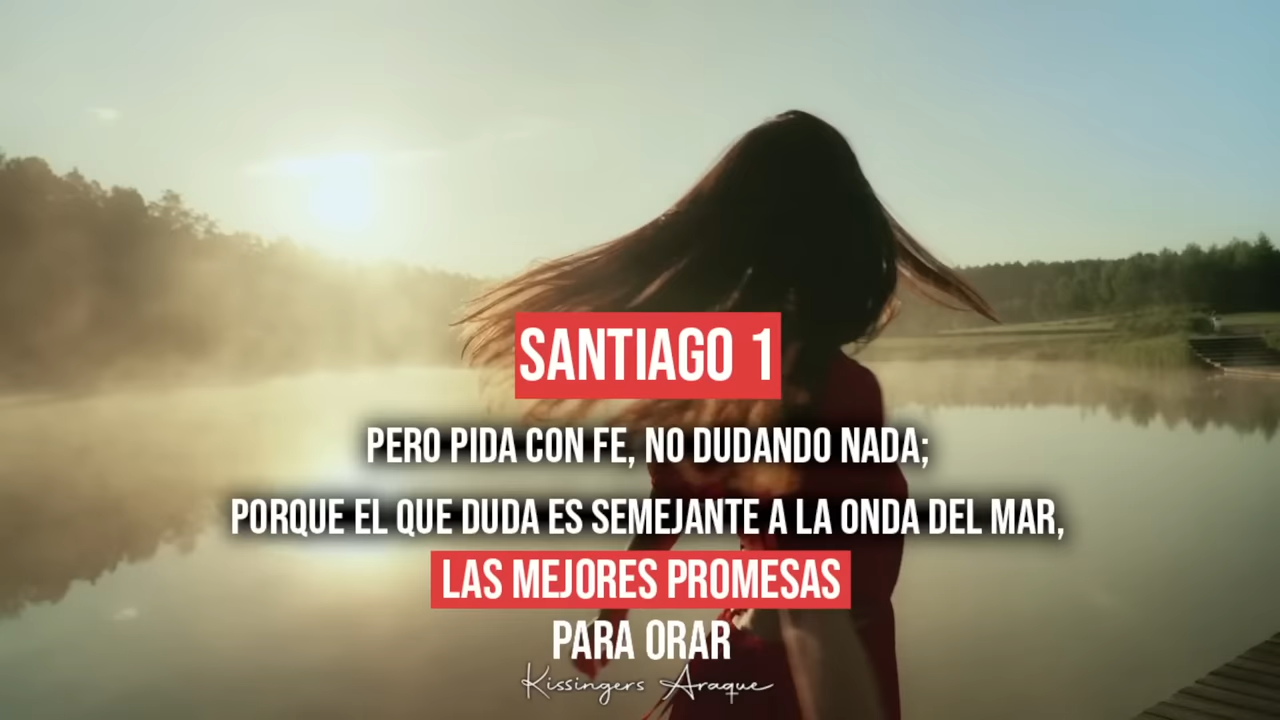 SANTIAGO 1
PERO PIDA CON FE, NO DUDANDO NADA;
PORQUE EL QUE DUDA ES SEMEJANTE A LA ONDA DEL MAR,
LAS MEJORES PROMESAS
PARA ORAR
Kissingers Araque